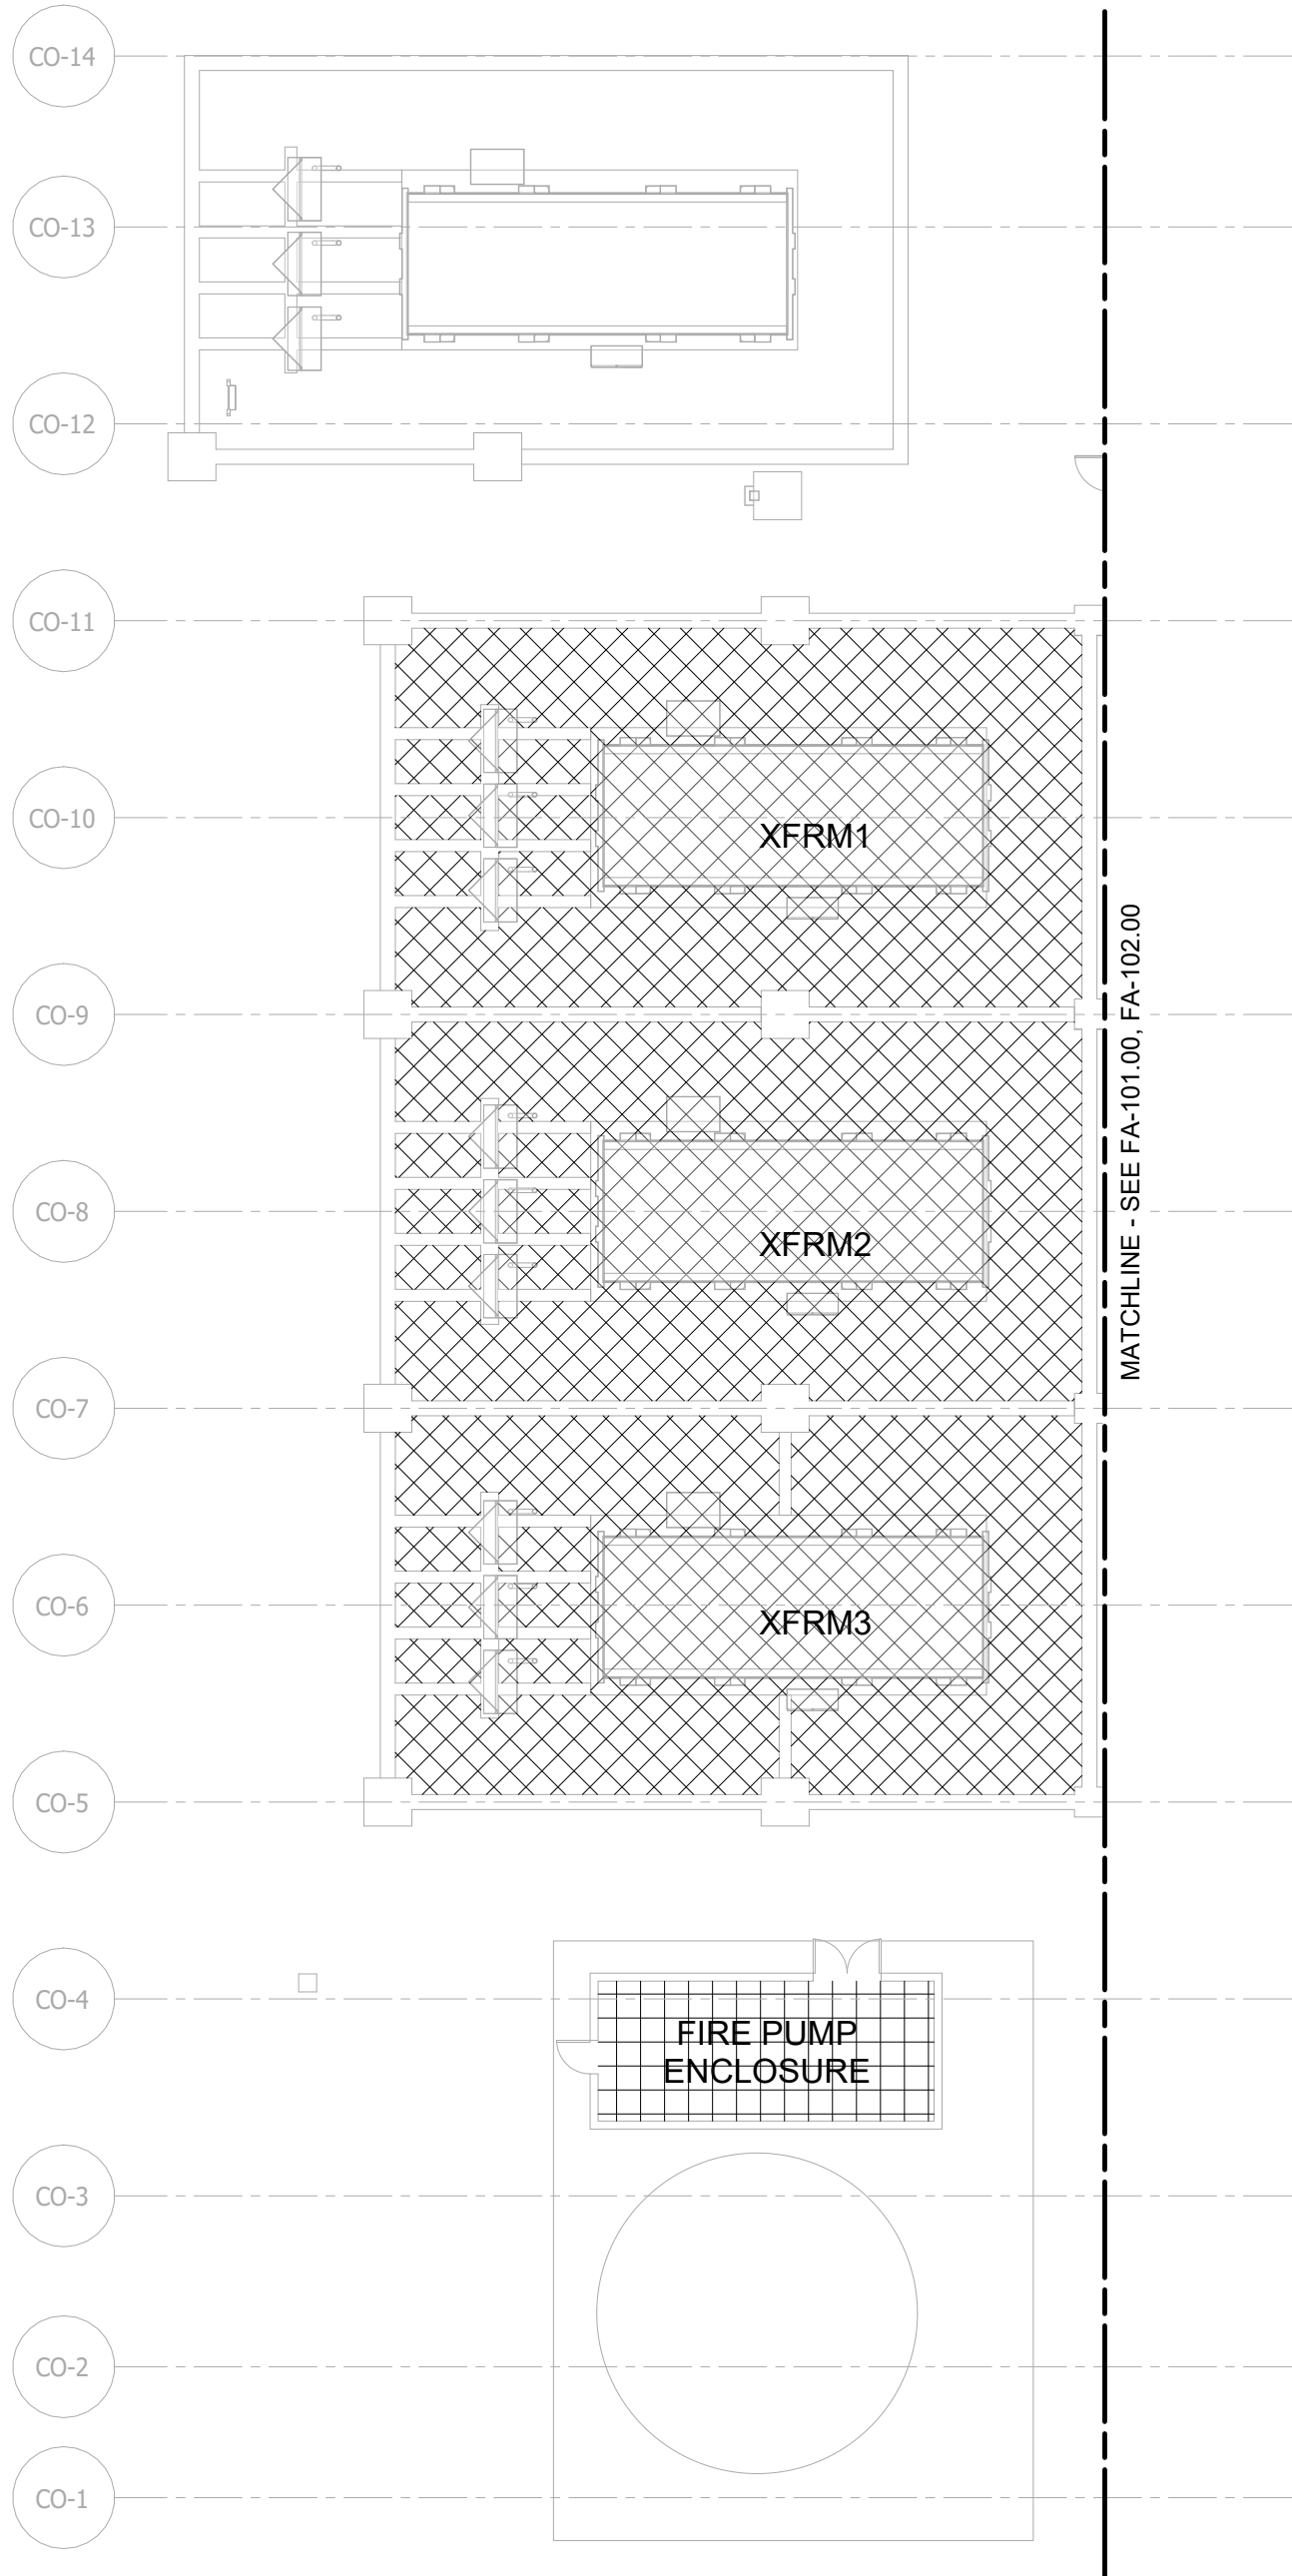 CO-14
CO-13
CO-12
CO-11
CO-10
XFRM1
CO-9
MATCHLINE - SEE FA-101.00, FA-102.00
CO-8
XFRM2
CO-7
CO-6
XFRM3
CO-5
CO-4
FIRE PUMP
ENCLOSURE
CO-3
CO-2
CO-1